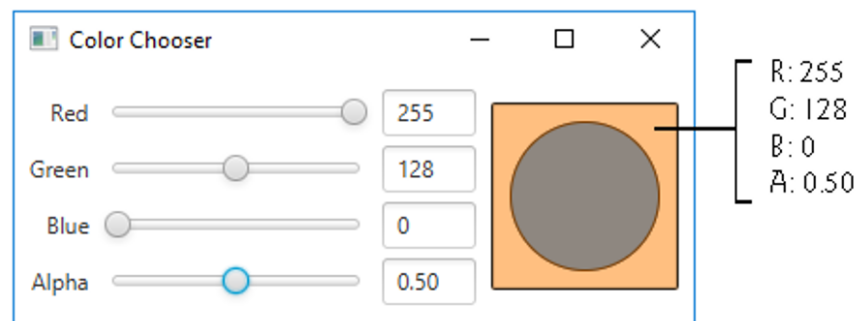 Color Chooser
Red 255
Green 128
Blue 0
Alpha 0.50
R: 255
G: 128
B: 0
A: 0.50